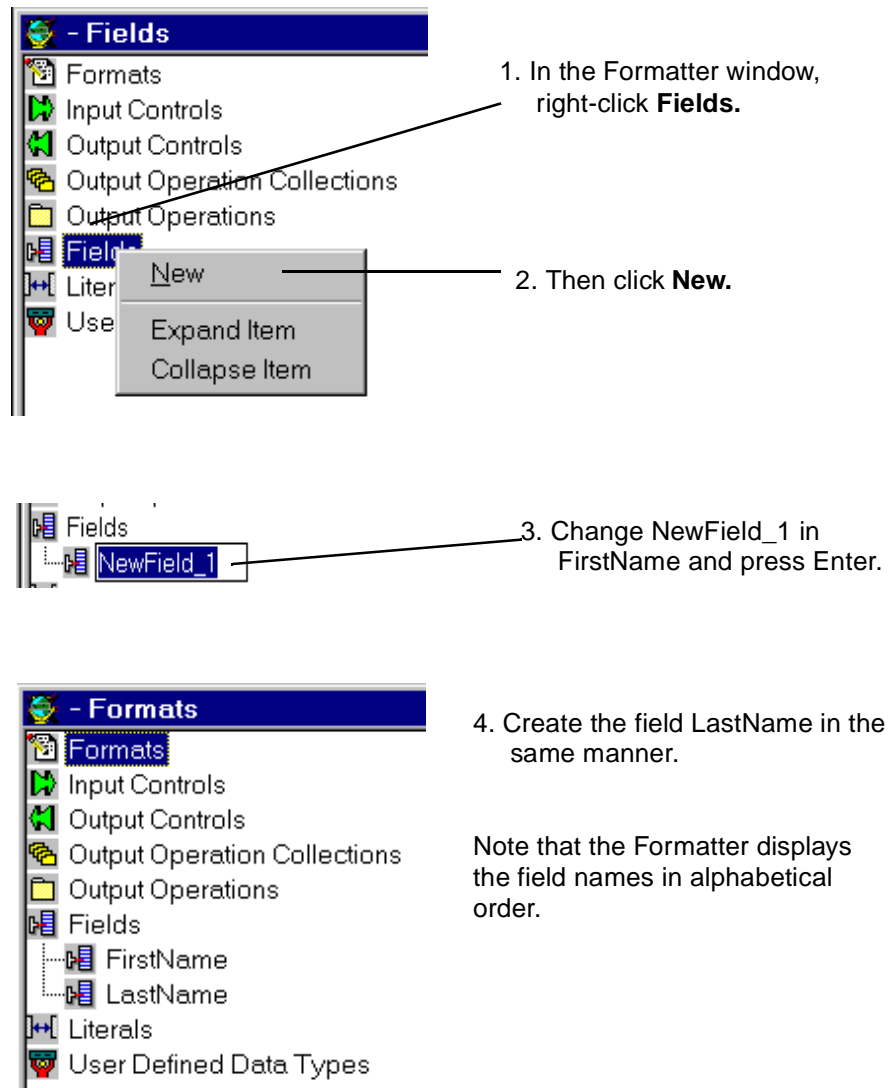 - Fields
Formats
Input Controls
Output Controls
Output Operation Collections
Output Operations
Fields
Liter
Use
New
Expand Item
Collapse Item
1. In the Formatter window,
right-click Fields.
2. Then click New.
Fields
NewField_1
3. Change NewField_1 in
FirstName and press Enter.
- Formats
Formats
Input Controls
Output Controls
Output Operation Collections
Output Operations
Fields
FirstName
LastName
Literals
User Defined Data Types
4. Create the field LastName in the
same manner.
Note that the Formatter displays
the field names in alphabetical
order.